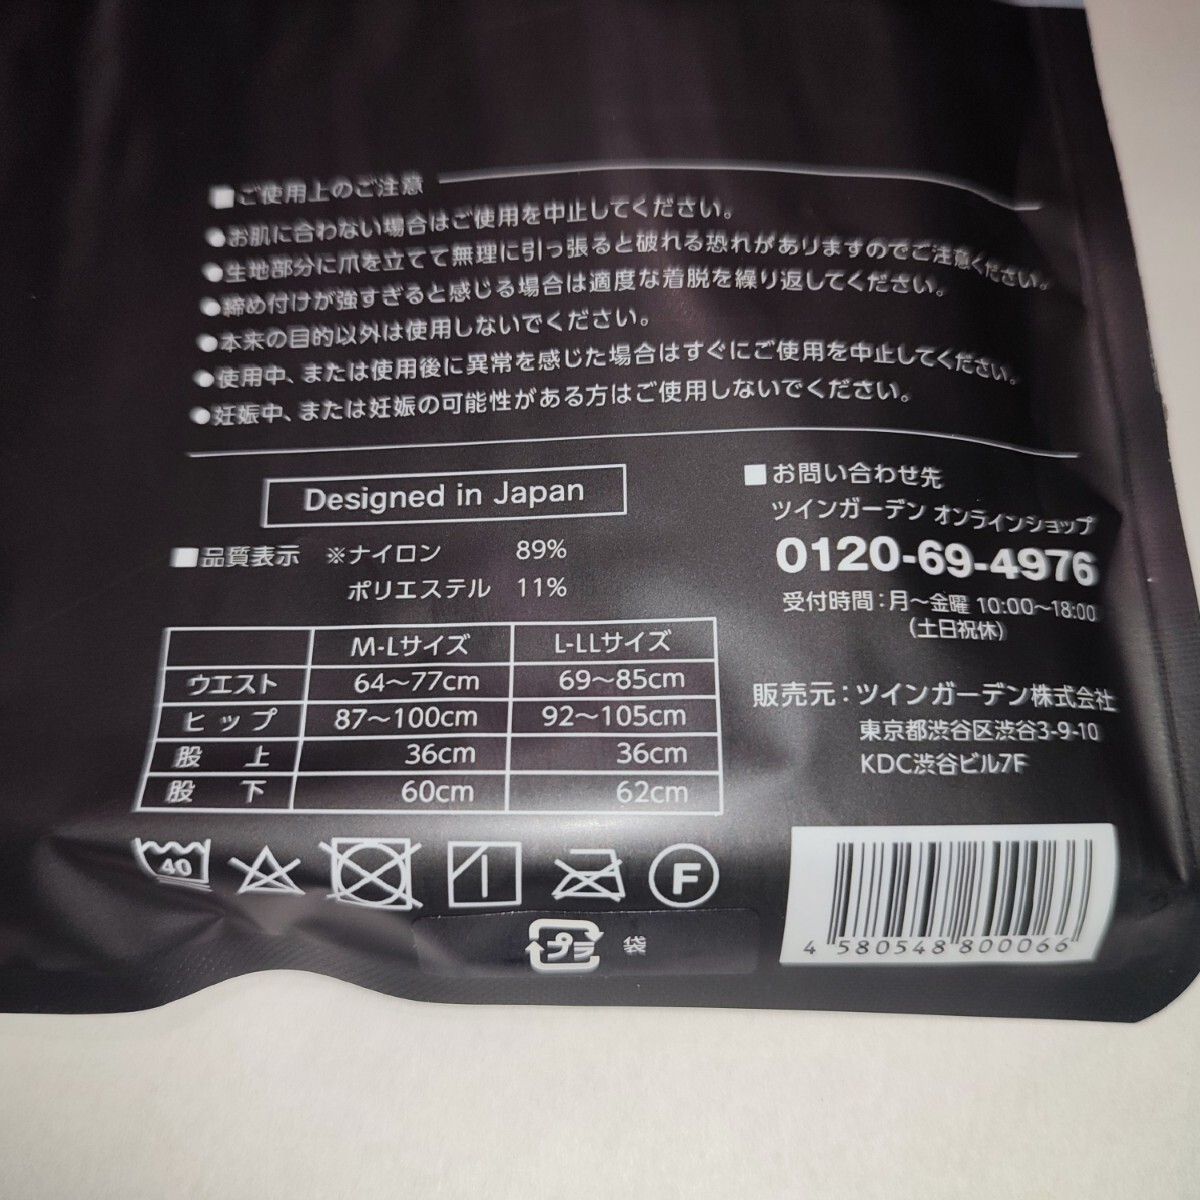 ■ご使用上のご注意
●お肌に合わない場合はご使用を中止してください。
●生地部分に爪を立てて無理に引っ張ると破れる恐れがありますのでご注意ください。
●締め付けが強すぎると感じる場合は適度な着脱を繰り返してください。
●本来の目的以外は使用しないでください。
●使用中、または使用後に異常を感じた場合はすぐにご使用を中止してください。
●妊娠中、または妊娠の可能性がある方はご使用しないでください。
Designed in Japan
■品質表示 ※ナイロン 89%
ポリエステル 11%
M-Lサイズ L-LLサイズ
ウエスト 64～77cm 69～85cm
ヒップ 87～100cm 92～105cm
股上 36cm 36cm
股下 60cm 62cm
40
F
プラ 袋
■お問い合わせ先
ツインガーデン オンラインショップ
0120-69-4976
受付時間：月～金曜 10:00～18:00
(土日祝休)
販売元：ツインガーデン株式会社
東京都渋谷区渋谷3-9-10
KDC渋谷ビル7F
4 580548 800066